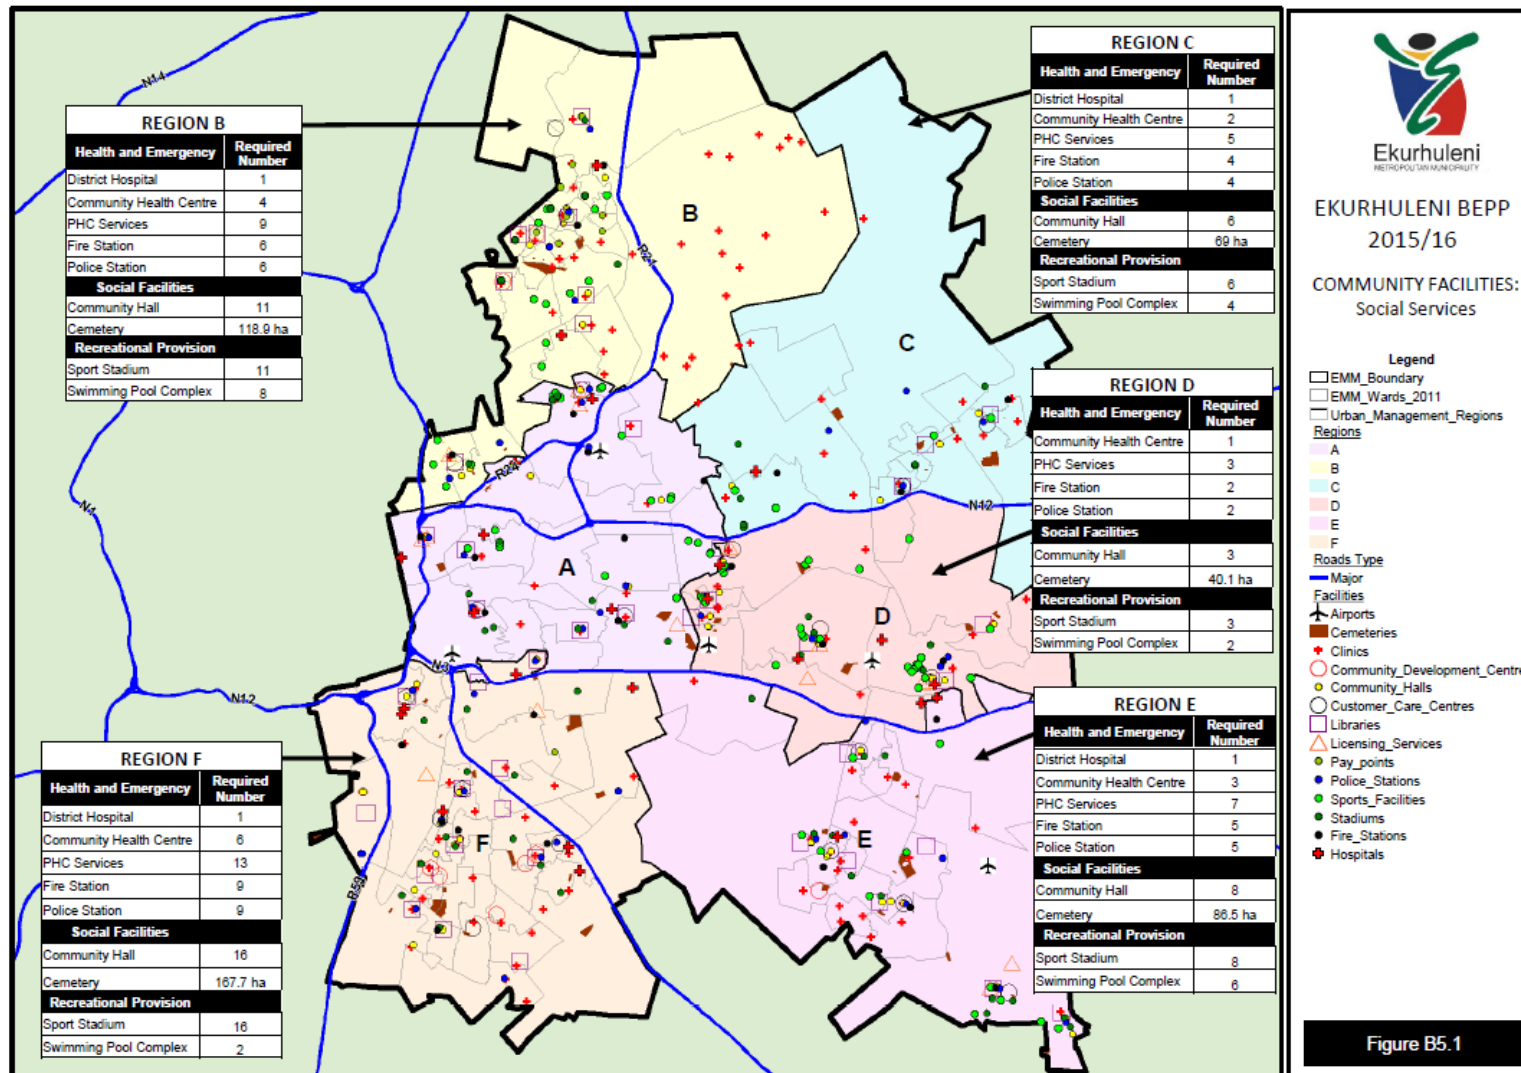 REGION B
Health and Emergency Required Number
District Hospital 1
Community Health Centre 4
PHC Services 9
Fire Station 6
Police Station 6
Social Facilities
Community Hall 11
Cemetery 118.9 ha
Recreational Provision
Sport Stadium 11
Swimming Pool Complex 8
REGION C
Health and Emergency Required Number
District Hospital 1
Community Health Centre 2
PHC Services 5
Fire Station 4
Police Station 4
Social Facilities
Community Hall 6
Cemetery 69 ha
Recreational Provision
Sport Stadium 6
Swimming Pool Complex 4
REGION D
Health and Emergency Required Number
Community Health Centre 1
PHC Services 3
Fire Station 2
Police Station 2
Social Facilities
Community Hall 3
Cemetery 40.1 ha
Recreational Provision
Sport Stadium 3
Swimming Pool Complex 2
REGION E
Health and Emergency Required Number
District Hospital 1
Community Health Centre 3
PHC Services 7
Fire Station 5
Police Station 5
Social Facilities
Community Hall 8
Cemetery 86.5 ha
Recreational Provision
Sport Stadium 8
Swimming Pool Complex 6
REGION F
Health and Emergency Required Number
District Hospital 1
Community Health Centre 6
PHC Services 13
Fire Station 9
Police Station 9
Social Facilities
Community Hall 16
Cemetery 167.7 ha
Recreational Provision
Sport Stadium 16
Swimming Pool Complex 2
N14
R21
B
C
R24
N12
N1
A
D
N12
F
E
Ekurhuleni
METROPOLITAN MUNICIPALITY
EKURHULENI BEPP
2015/16
COMMUNITY FACILITIES:
Social Services
Legend
EMM_Boundary
EMM_Wards_2011
Urban_Management_Regions
Regions
A
B
C
D
E
F
Roads Type
Major
Facilities
Airports
Cemeteries
Clinics
Community_Development_Centre
Community_Halls
Customer_Care_Centres
Libraries
Licensing_Services
Pay_points
Police_Stations
Sports_Facilities
Stadiums
Fire_Stations
Hospitals
Figure B5.1